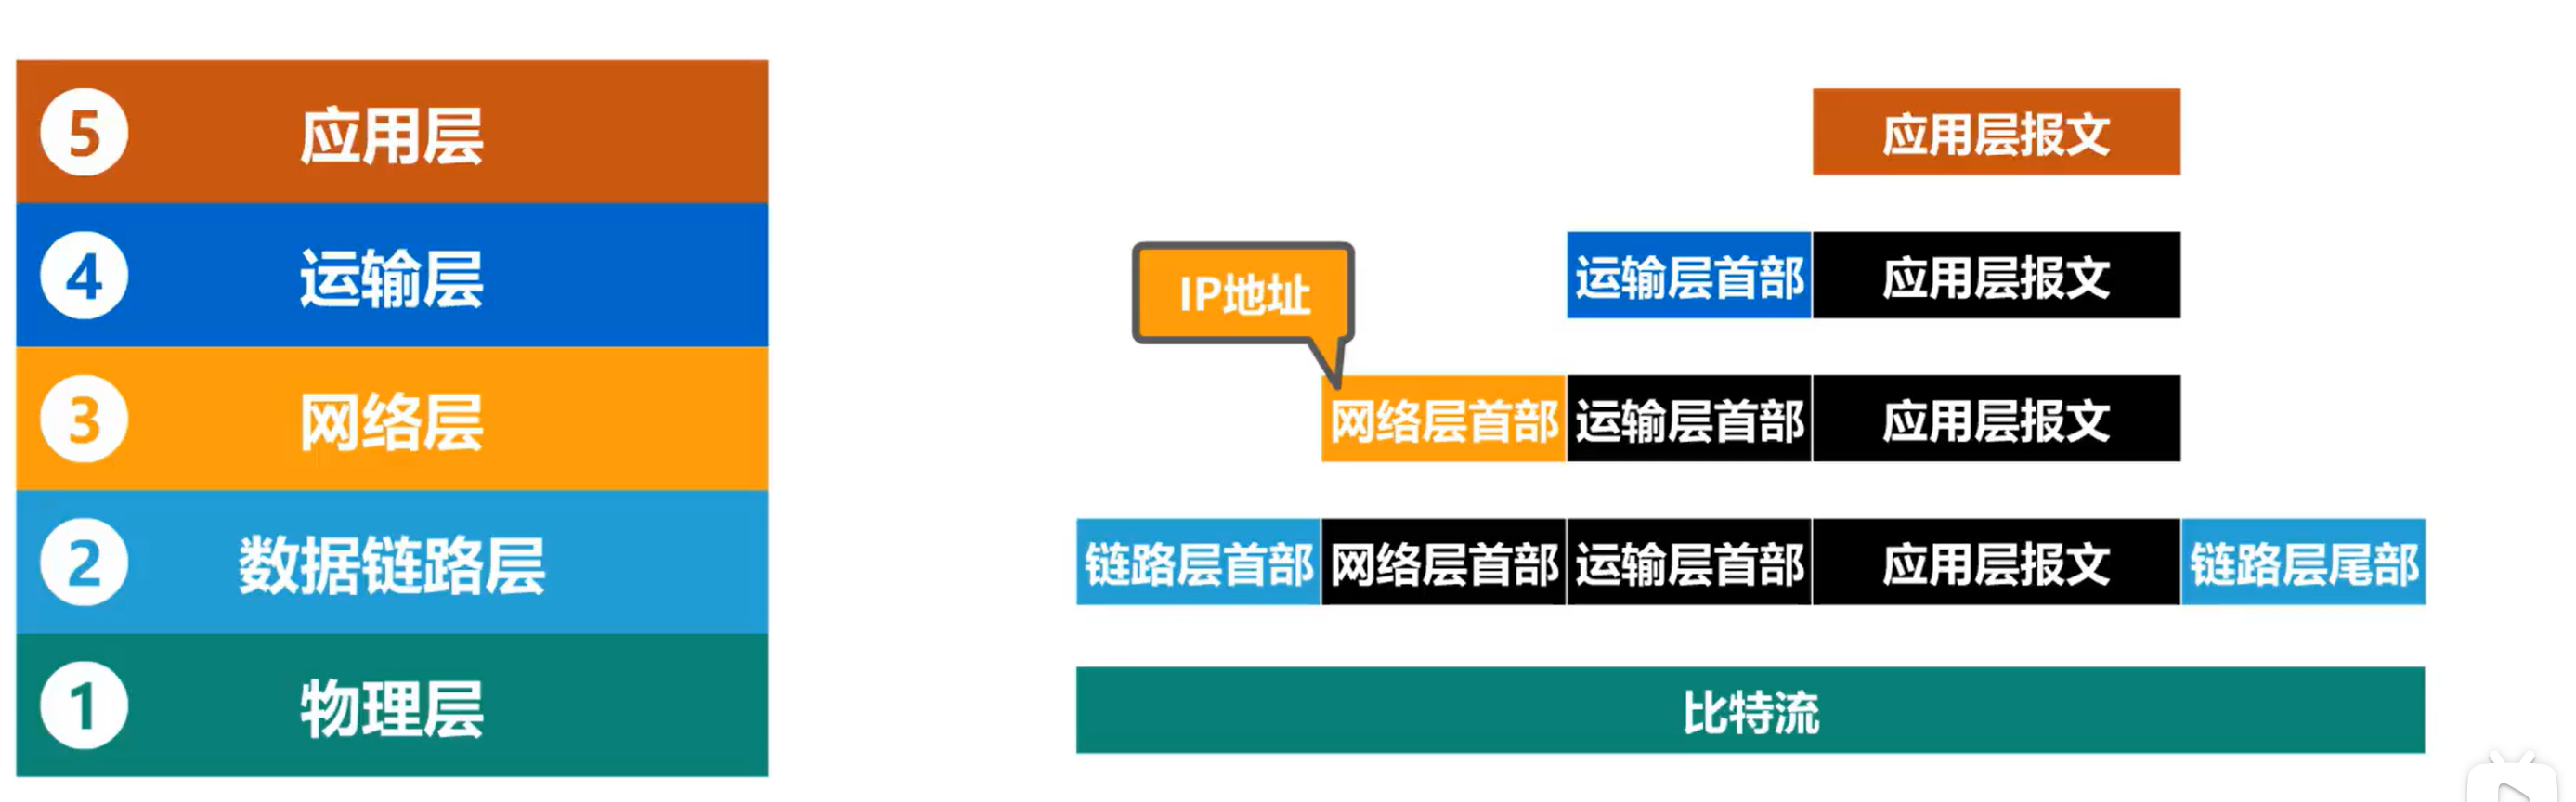 5 应用层
应用层报文
4 运输层
IP地址
运输层首部 应用层报文
3 网络层
网络层首部 运输层首部 应用层报文
2 数据链路层
链路层首部 网络层首部 运输层首部 应用层报文 链路层尾部
1 物理层
比特流